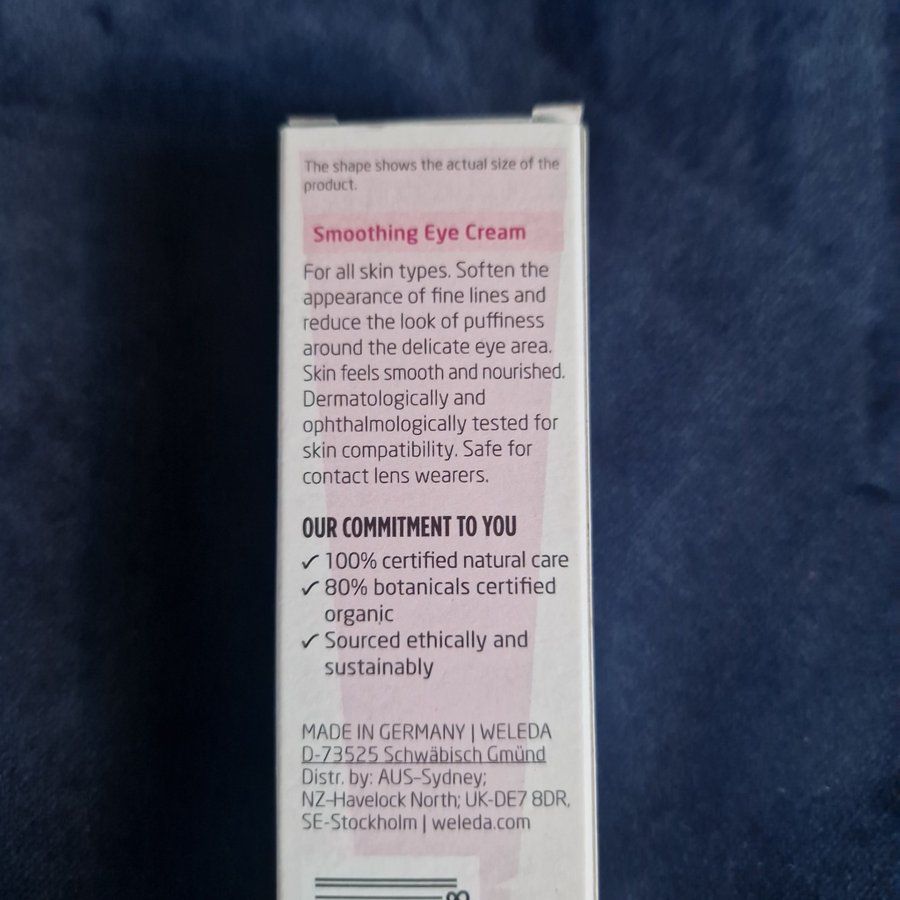 The shape shows the actual size of the
product.
Smoothing Eye Cream
For all skin types. Soften the
appearance of fine lines and
reduce the look of puffiness
around the delicate eye area.
Skin feels smooth and nourished.
Dermatologically and
ophthalmologically tested for
skin compatibility. Safe for
contact lens wearers.
OUR COMMITMENT TO YOU
✓ 100% certified natural care
✓ 80% botanicals certified
organic
✓ Sourced ethically and
sustainably
MADE IN GERMANY | WELEDA
D-73525 Schwäbisch Gmünd
Distr. by: AUS–Sydney;
NZ–Havelock North; UK-DE7 8DR,
SE-Stockholm | weleda.com